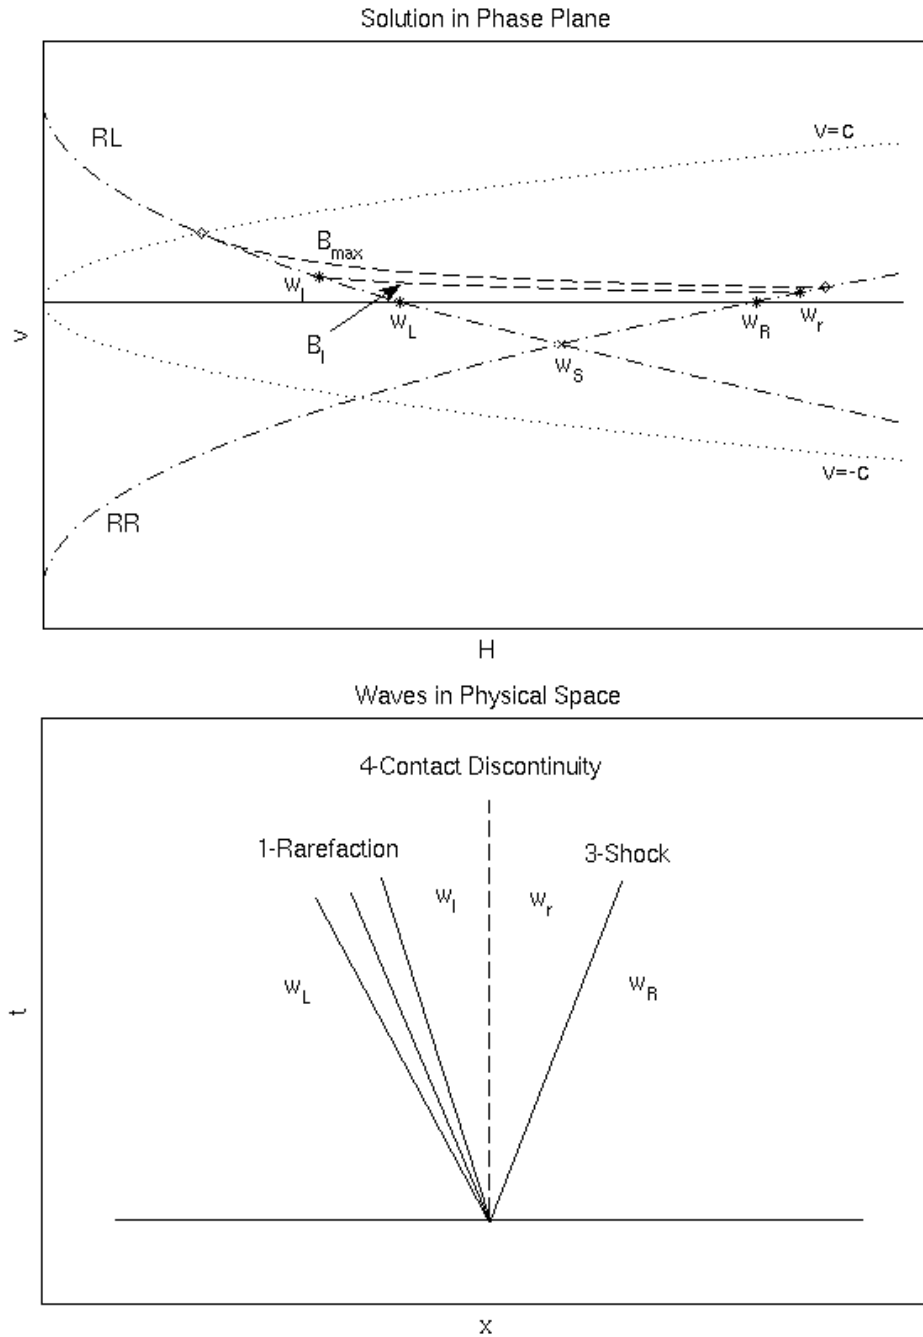 Solution in Phase Plane
RL
v=c
B_max
w_l
w_L
w_R
w_r
B_l
w_S
v
v=-c
RR
H
Waves in Physical Space
4-Contact Discontinuity
1-Rarefaction
3-Shock
w_l
w_r
w_L
w_R
t
x